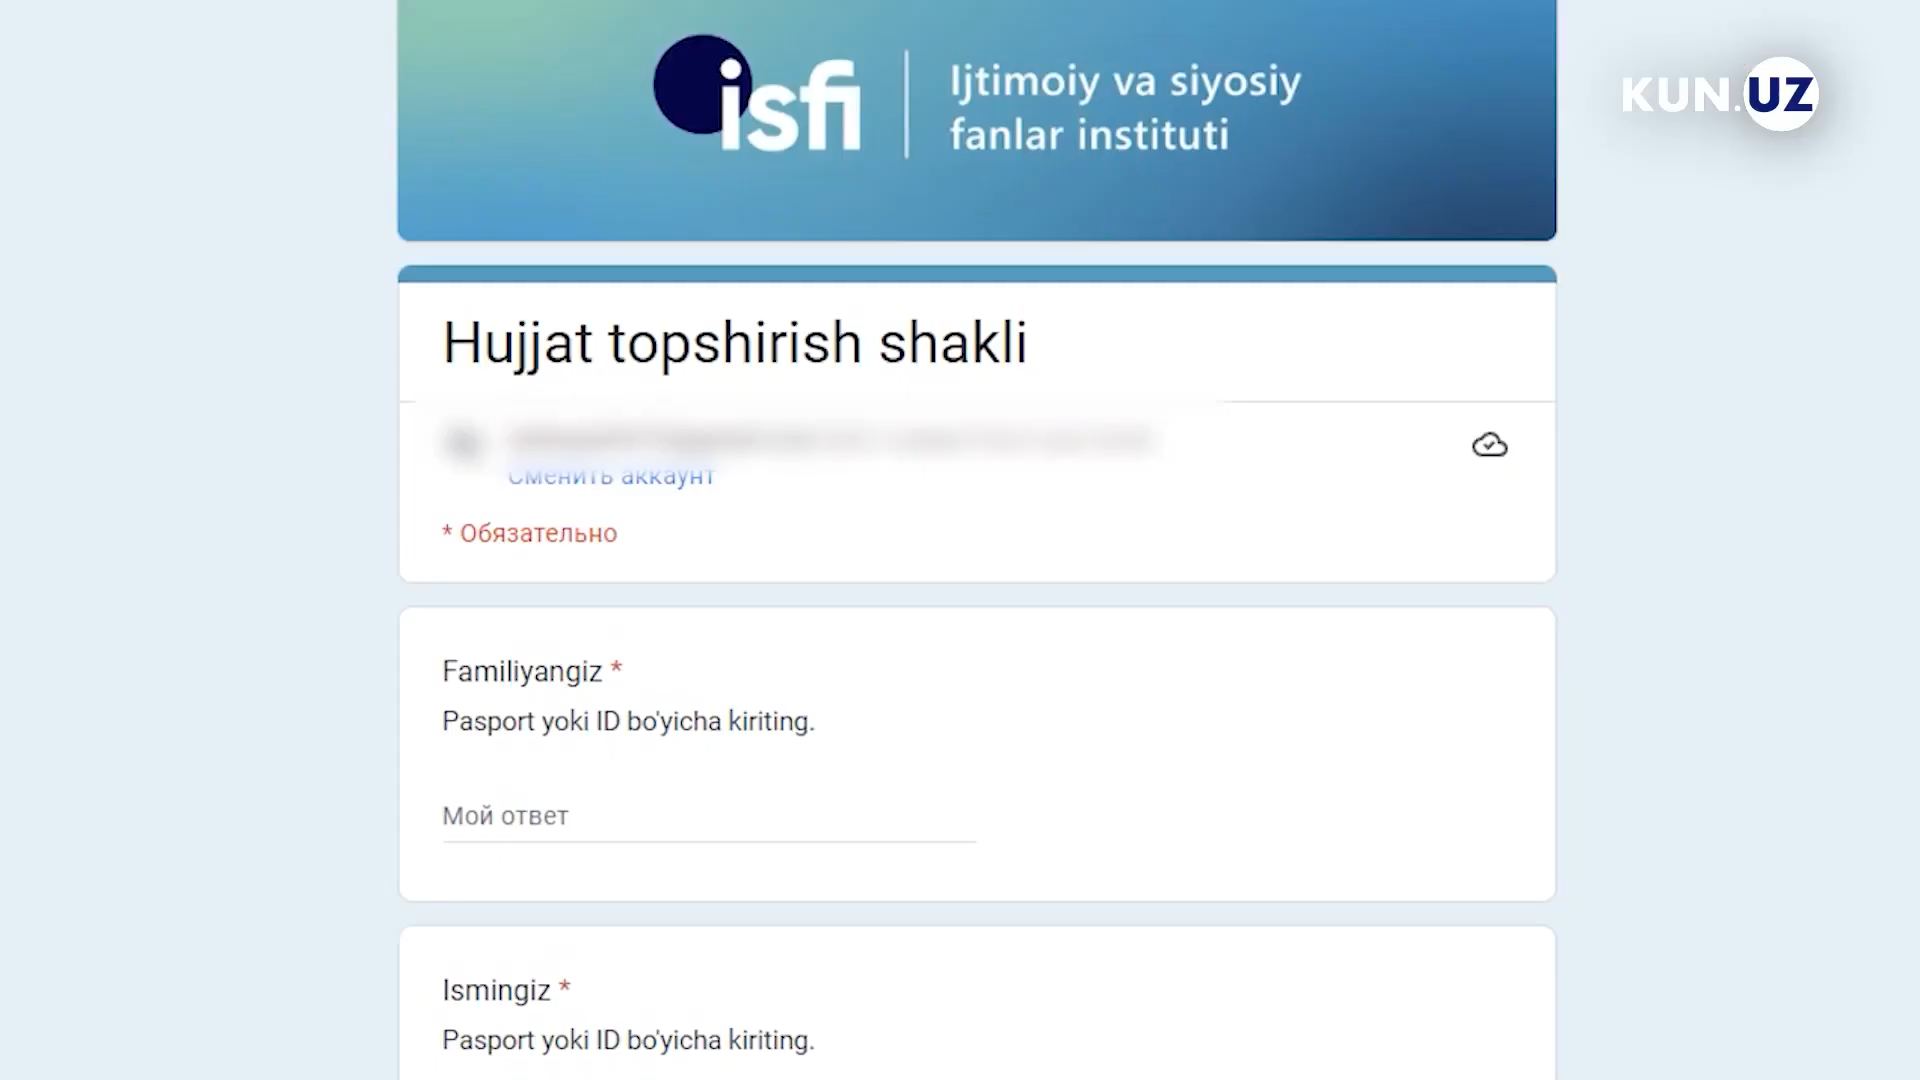 isfi
Ijtimoiy va siyosiy
fanlar instituti
KUN.UZ
Hujjat topshirish shakli
Сменить аккаунт
* Обязательно
Familiyangiz *
Pasport yoki ID bo'yicha kiriting.
Мой ответ
Ismingiz *
Pasport yoki ID bo'yicha kiriting.